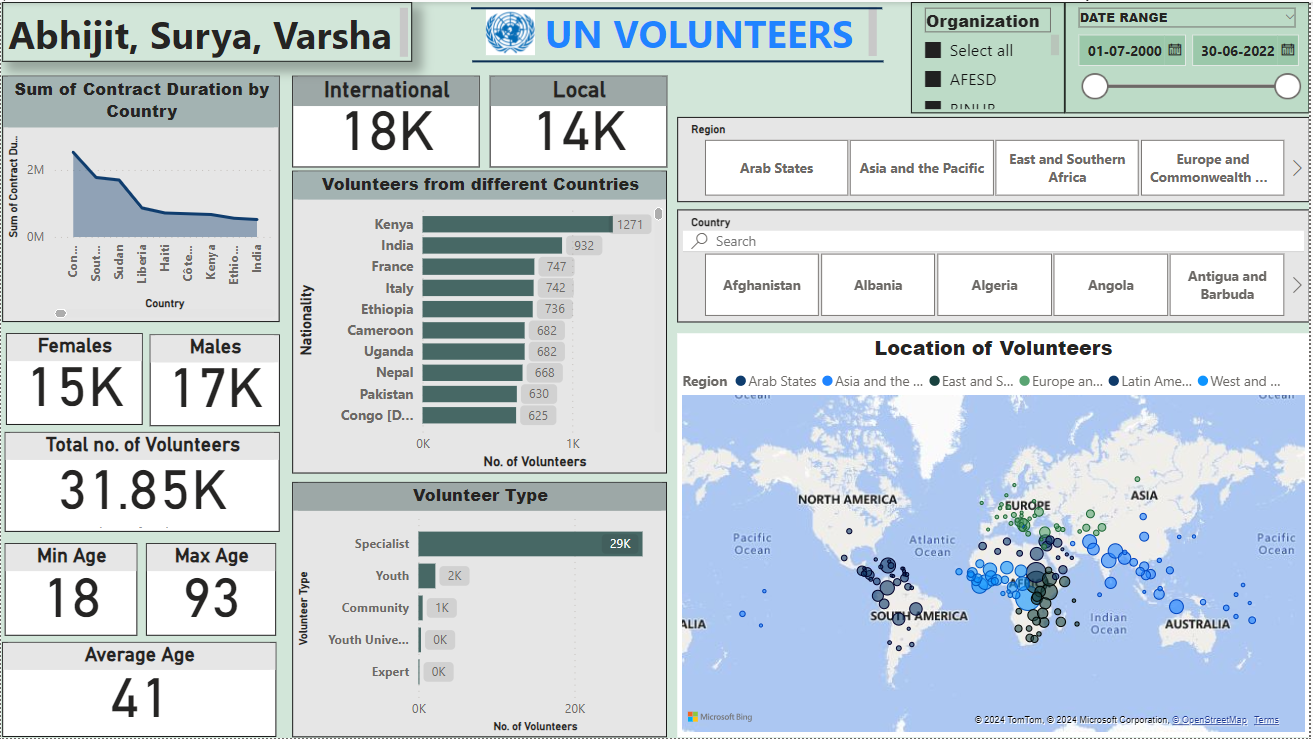 Abhijit, Surya, Varsha
UN VOLUNTEERS
Organization
Select all
AFESD
BINUB
DATE RANGE
01-07-2000
30-06-2022
Sum of Contract Duration by
Country
Sum of Contract Du...
2M
0M
Con...
Sout...
Sudan
Liberia
Haiti
Côte...
Kenya
Ethio...
India
Country
International
18K
Local
14K
Volunteers from different Countries
Nationality
Kenya 1271
India 932
France 747
Italy 742
Ethiopia 736
Cameroon 682
Uganda 682
Nepal 668
Pakistan 630
Congo [D... 625
0K 1K
No. of Volunteers
Region
Arab States
Asia and the Pacific
East and Southern
Africa
Europe and
Commonwealth ...
Country
Search
Afghanistan
Albania
Algeria
Angola
Antigua and
Barbuda
Females
15K
Males
17K
Total no. of Volunteers
31.85K
Min Age
18
Max Age
93
Average Age
41
Volunteer Type
Volunteer Type
Specialist 29K
Youth 2K
Community 1K
Youth Unive... 0K
Expert 0K
0K 20K
No. of Volunteers
Location of Volunteers
Region Arab States Asia and the ... East and S... Europe an... Latin Ame... West and ...
Ocean
Ocean
NORTH AMERICA
EUROPE
ASIA
Pacific
Ocean
Atlantic
Ocean
Pacific
Ocean
SOUTH AMERICA
Indian
Ocean
ALIA
AUSTRALIA
Microsoft Bing
© 2024 TomTom, © 2024 Microsoft Corporation, © OpenStreetMap Terms